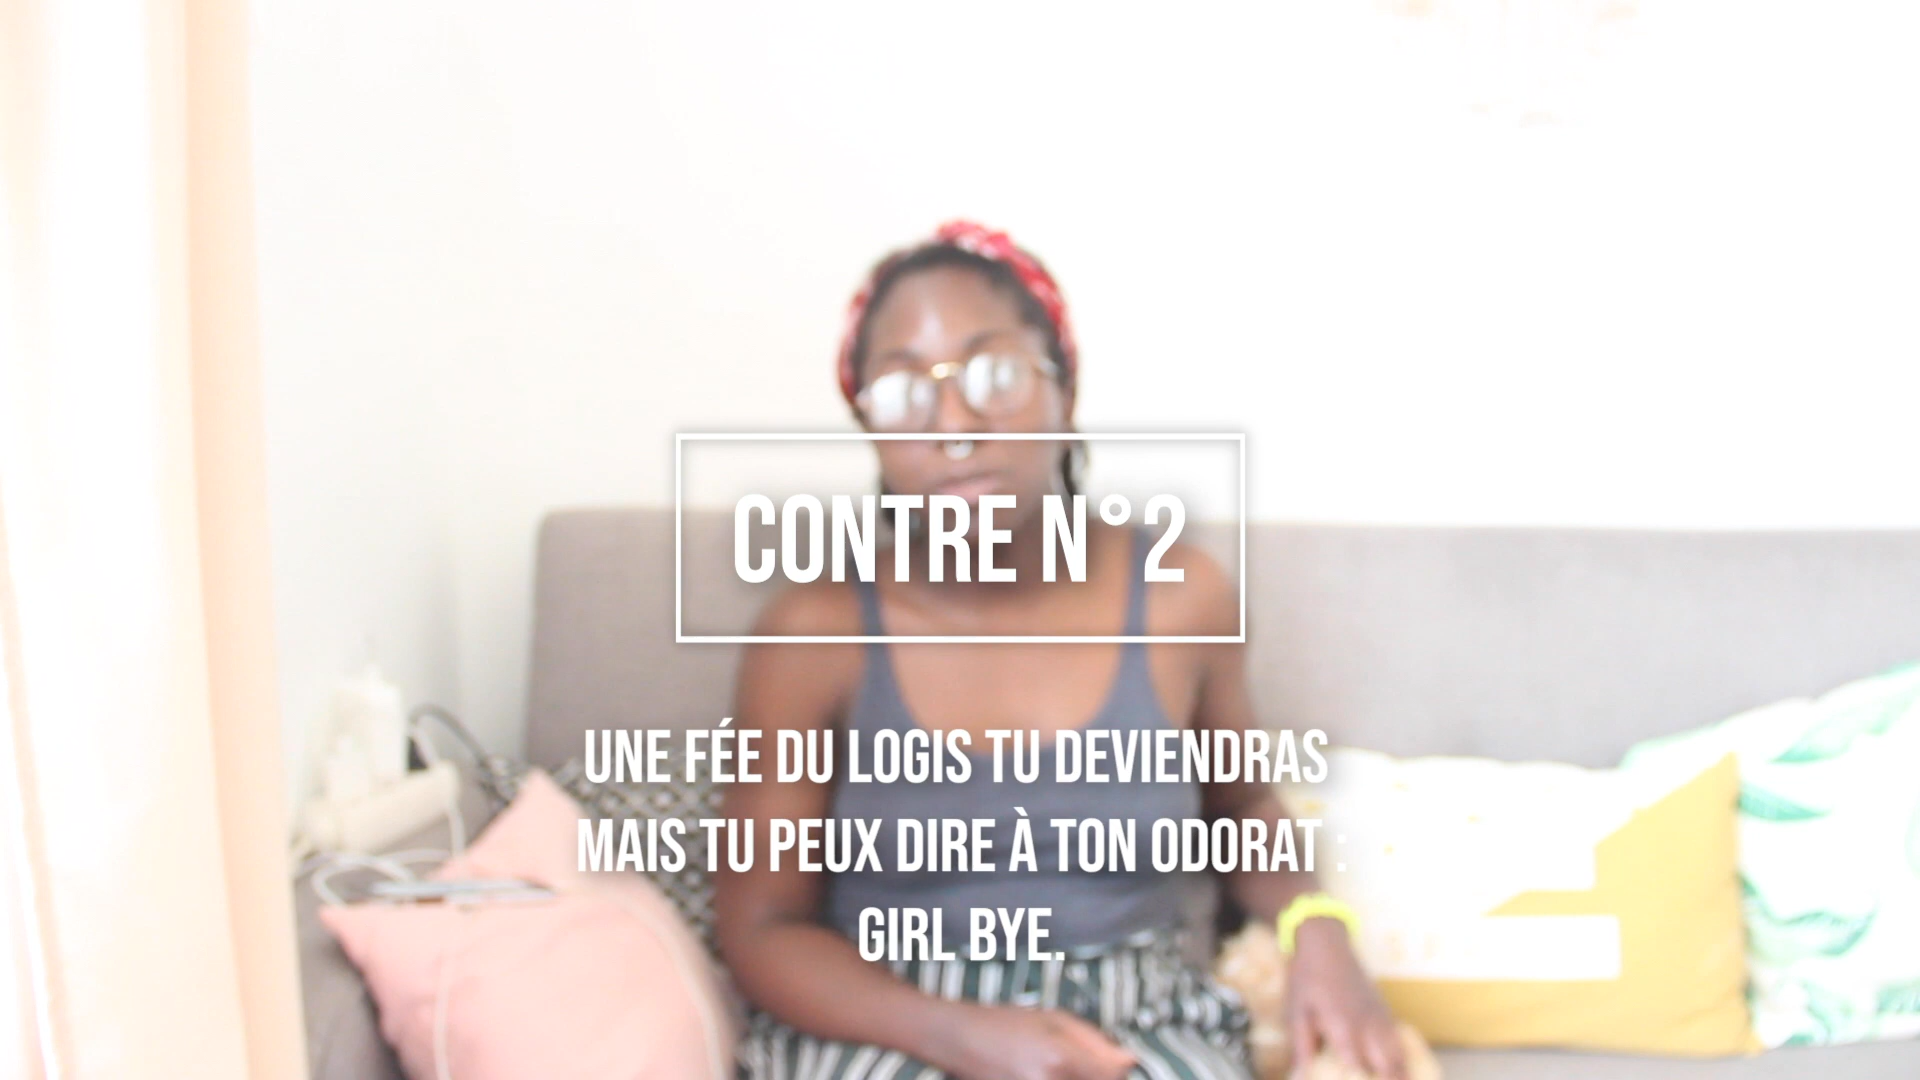 CONTRE N°2
UNE FÉE DU LOGIS TU DEVIENDRAS
MAIS TU PEUX DIRE À TON ODORAT :
GIRL BYE.